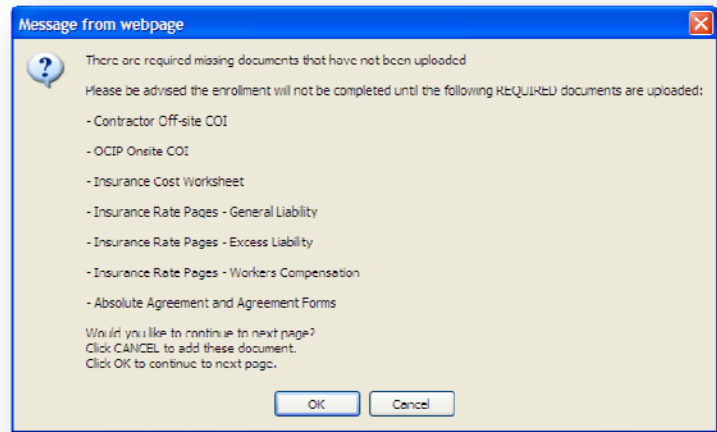 Message from webpage
There are required missing documents that have not been uploaded
Please be advised the enrollment will not be completed until the following REQUIRED documents are uploaded:
- Contractor Off-site COI
- OCIP Onsite COI
- Insurance Cost Worksheet
- Insurance Rate Pages - General Liability
- Insurance Rate Pages - Excess Liability
- Insurance Rate Pages - Workers Compensation
- Absolute Agreement and Agreement Forms
Would you like to continue to next page?
Click CANCEL to add these document.
Click OK to continue to next page.
OK
Cancel